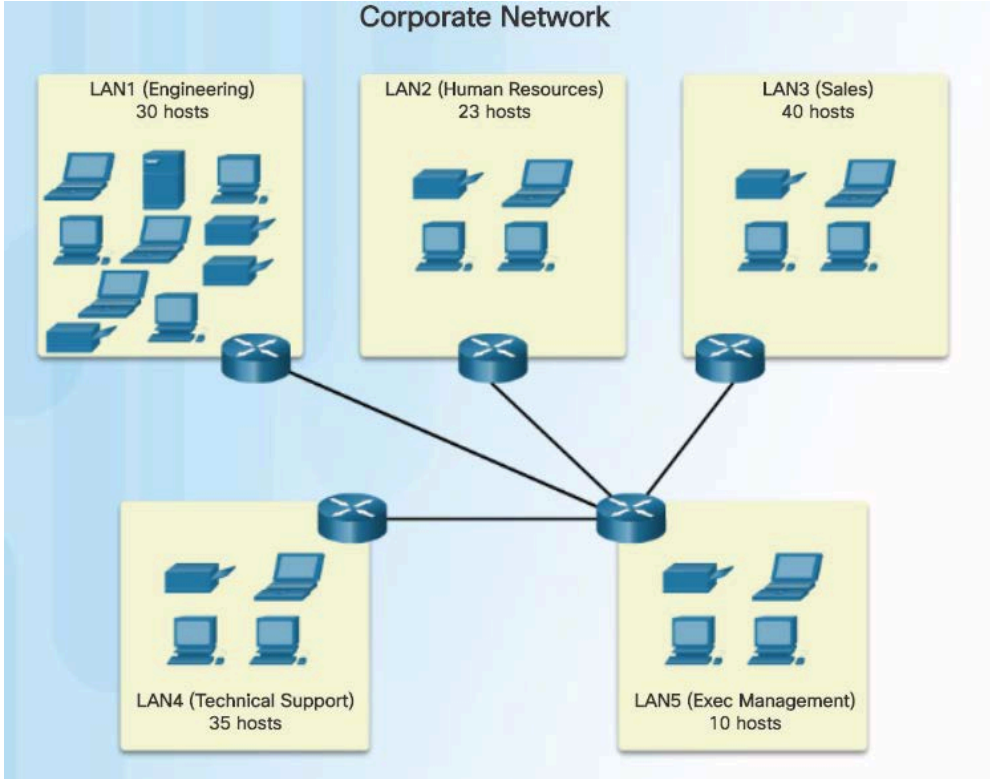 Corporate Network
LAN1 (Engineering)
30 hosts
LAN2 (Human Resources)
23 hosts
LAN3 (Sales)
40 hosts
LAN4 (Technical Support)
35 hosts
LAN5 (Exec Management)
10 hosts